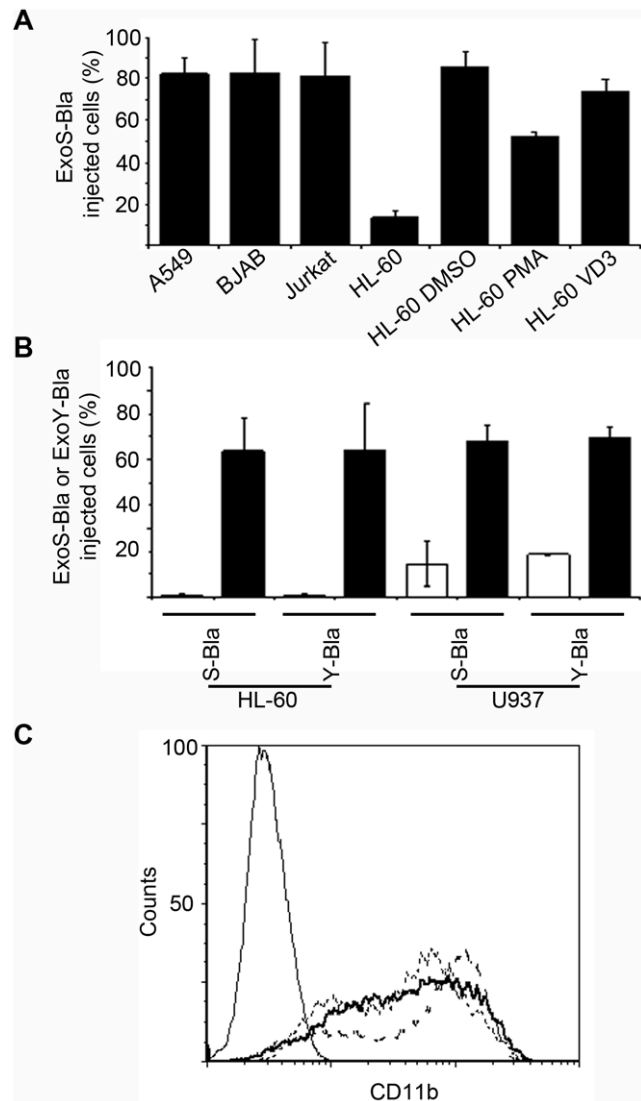 A
ExoS-Bla
injected cells (%)
100
80
60
40
20
A549
BJAB
Jurkat
HL-60
HL-60 DMSO
HL-60 PMA
HL-60 VD3
B
ExoS-Bla or ExoY-Bla
injected cells (%)
100
80
60
40
20
S-Bla
Y-Bla
S-Bla
Y-Bla
HL-60
U937
C
Counts
100
50
CD11b